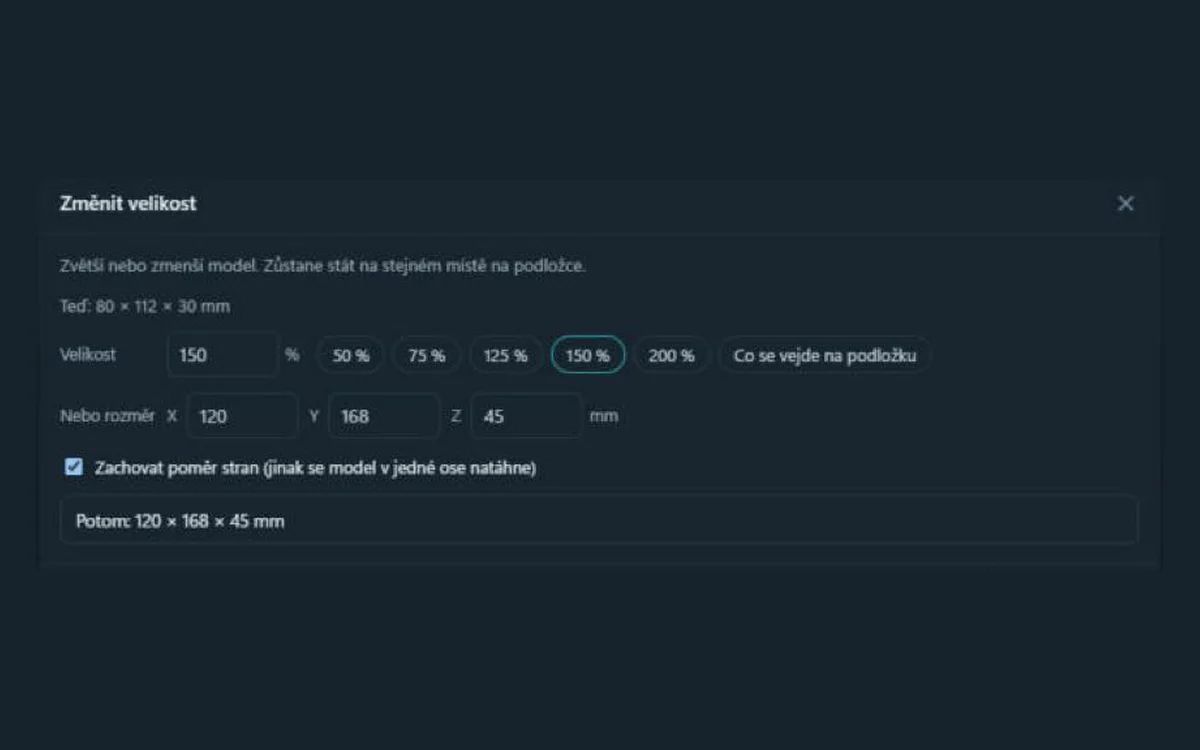 Změnit velikost
Zvětší nebo zmenší model. Zůstane stát na stejném místě na podložce.
Teď: 80 × 112 × 30 mm
Velikost 150 % 50 % 75 % 125 % 150 % 200 % Co se vejde na podložku
Nebo rozměr X 120 Y 168 Z 45 mm
Zachovat poměr stran (jinak se model v jedné ose natáhne)
Potom: 120 × 168 × 45 mm